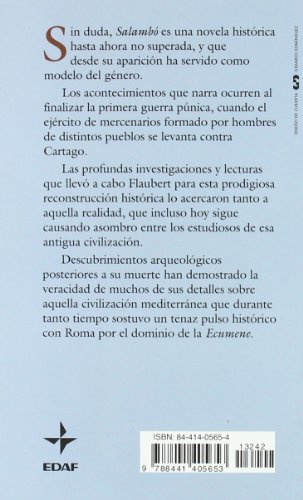 Sin duda, Salambó es una novela histórica
hasta ahora no superada, y que
desde su aparición ha servido como
modelo del género.
Los acontecimientos que narra ocurren al
finalizar la primera guerra púnica, cuando el
ejército de mercenarios formado por hombres
de distintos pueblos se levanta contra
Cartago.
Las profundas investigaciones y lecturas
que llevó a cabo Flaubert para esta prodigiosa
reconstrucción histórica lo acercaron tanto a
aquella realidad, que incluso hoy sigue
causando asombro entre los estudiosos de esa
antigua civilización.
Descubrimientos arqueológicos
posteriores a su muerte han demostrado la
veracidad de muchos de sus detalles sobre
aquella civilización mediterránea que durante
tanto tiempo sostuvo un tenaz pulso histórico
con Roma por el dominio de la Ecumene.
DISEÑO DE CUBIERTA:
GERARDO DOMÍNGUEZ
EDAF
ISBN: 84-414-0565-4
13242
9 788441 405653